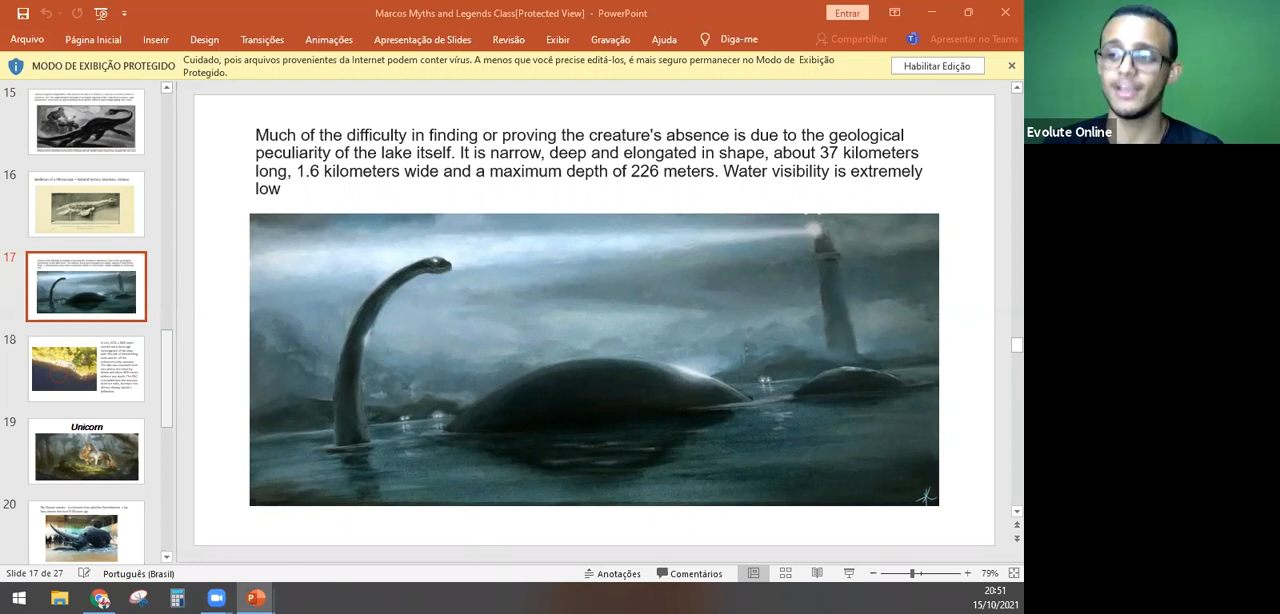 Marcos Myths and Legends Class[Protected View] - PowerPoint
Entrar
Arquivo Página Inicial Inserir Design Transições Animações Apresentação de Slides Revisão Exibir Gravação Ajuda Diga-me Compartilhar Apresentar no Teams
MODO DE EXIBIÇÃO PROTEGIDO Cuidado, pois arquivos provenientes da Internet podem conter vírus. A menos que você precise editá-los, é mais seguro permanecer no Modo de Exibição
Protegido.
Habilitar Edição
15
16
17
18
19
Unicorn
20
Much of the difficulty in finding or proving the creature's absence is due to the geological
peculiarity of the lake itself. It is narrow, deep and elongated in shape, about 37 kilometers
long, 1.6 kilometers wide and a maximum depth of 226 meters. Water visibility is extremely
low
Evolute Online
Slide 17 de 27 Português (Brasil) Anotações Comentários 79%
20:51
15/10/2021